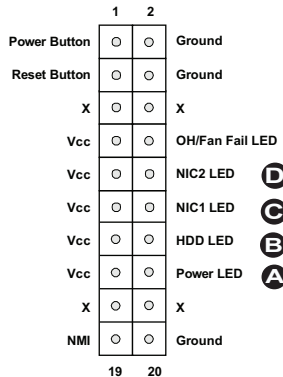 1 2
Power Button Ground
Reset Button Ground
X X
Vcc OH/Fan Fail LED
Vcc NIC2 LED D
Vcc NIC1 LED C
Vcc HDD LED B
Vcc Power LED A
X X
NMI Ground
19 20